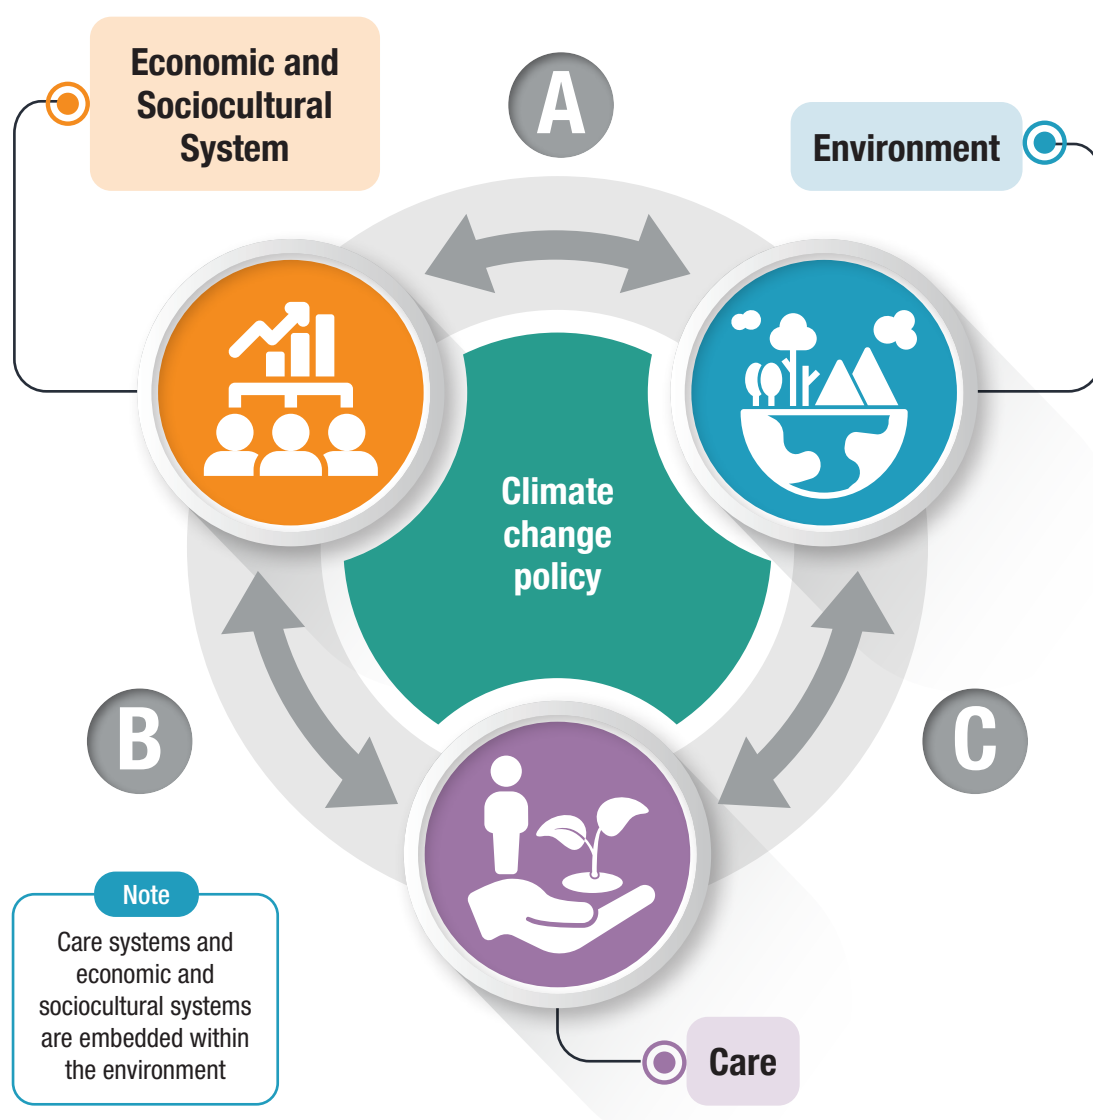 Economic and
Sociocultural
System
A
Environment
Climate
change
policy
B
C
Note
Care systems and
economic and
sociocultural systems
are embedded within
the environment
Care